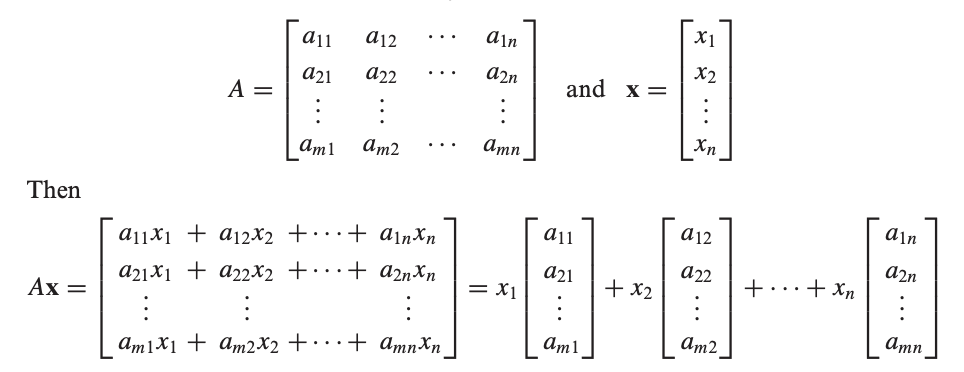 A = [ a₁₁ a₁₂ ⋯ a₁ₙ ; a₂₁ a₂₂ ⋯ a₂ₙ ; ⋮ ⋮ ⋮ ; aₘ₁ aₘ₂ ⋯ aₘₙ ] and x = [ x₁ ; x₂ ; ⋮ ; xₙ ]
Then
Ax = [ a₁₁x₁ + a₁₂x₂ + ⋯ + a₁ₙxₙ ; a₂₁x₁ + a₂₂x₂ + ⋯ + a₂ₙxₙ ; ⋮ ⋮ ⋮ ; aₘ₁x₁ + aₘ₂x₂ + ⋯ + aₘₙxₙ ] = x₁ [ a₁₁ ; a₂₁ ; ⋮ ; aₘ₁ ] + x₂ [ a₁₂ ; a₂₂ ; ⋮ ; aₘ₂ ] + ⋯ + xₙ [ a₁ₙ ; a₂ₙ ; ⋮ ; aₘₙ ]